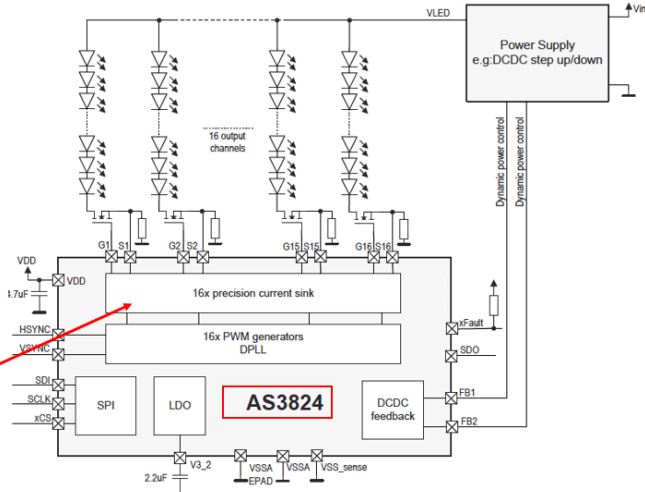 VLED
Vin
Power Supply
e.g:DCDC step up/down
16 output
channels
Dynamic power control
Dynamic power control
G1 S1
G2 S2
G15 S15
G16 S16
VDD
VDD
4.7uF
16x precision current sink
HSYNC
VSYNC
16x PWM generators
DPLL
xFault
SDO
SDI
SCLK
xCS
SPI
LDO
AS3824
DCDC
feedback
FB1
FB2
V3_2
2.2uF
VSSA
EPAD
VSSA
VSS_sense